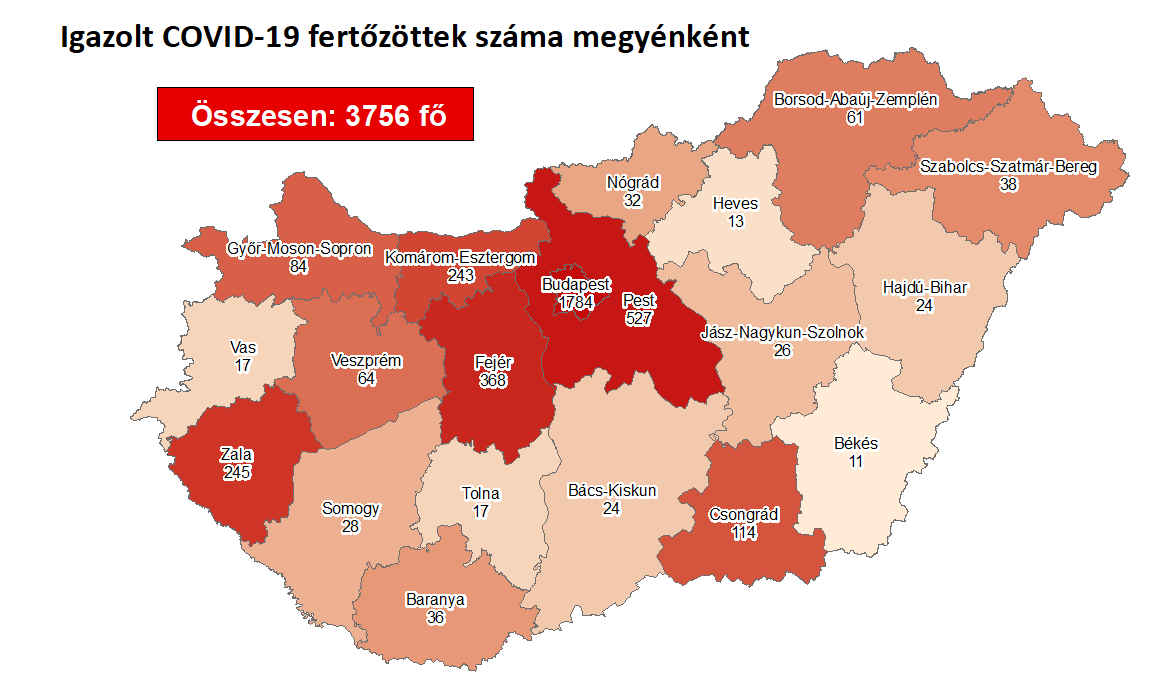 Igazolt COVID-19 fertőzöttek száma megyénként
Összesen: 3756 fő
Borsod-Abaúj-Zemplén
61
Szabolcs-Szatmár-Bereg
38
Nógrád
32
Heves
13
Győr-Moson-Sopron
84
Komárom-Esztergom
243
Budapest
1784
Pest
527
Hajdú-Bihar
24
Jász-Nagykun-Szolnok
26
Vas
17
Veszprém
64
Fejér
368
Zala
245
Békés
11
Somogy
28
Tolna
17
Bács-Kiskun
24
Csongrád
114
Baranya
36